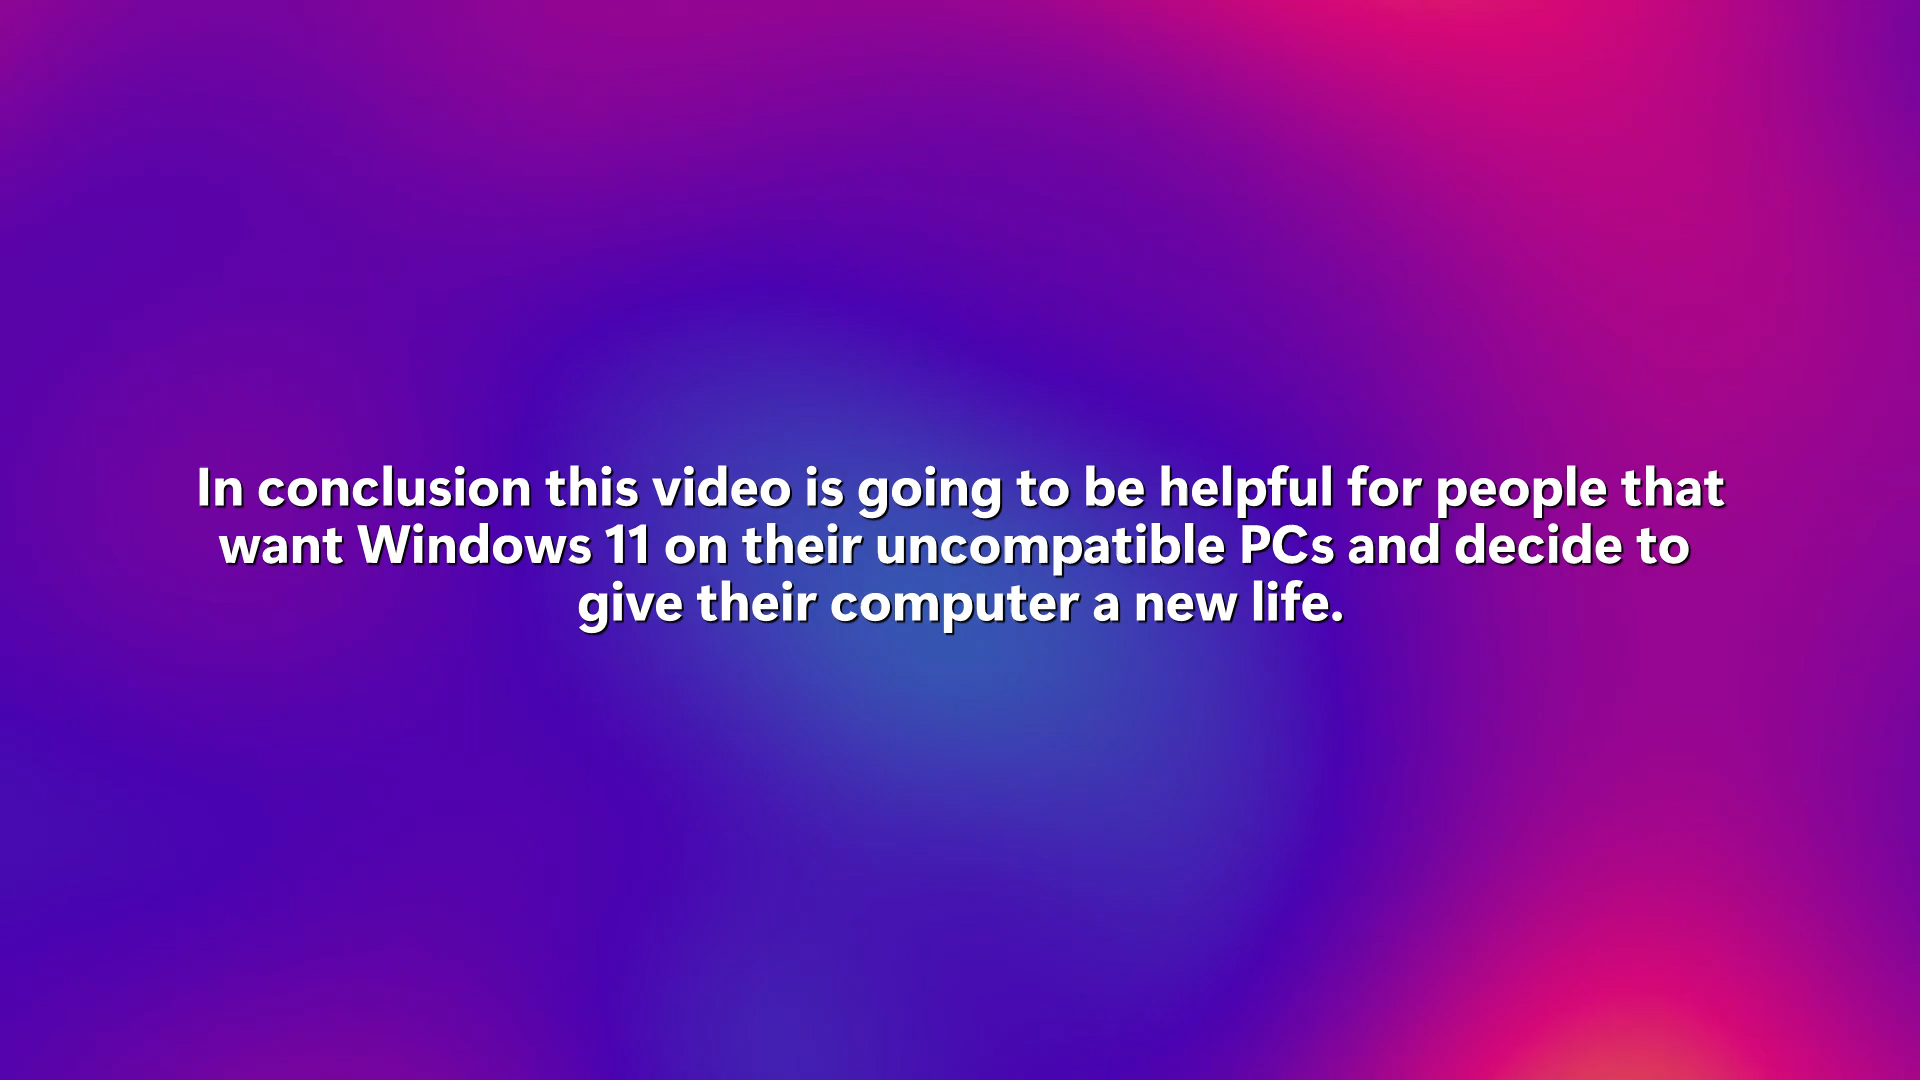 In conclusion this video is going to be helpful for people that
want Windows 11 on their uncompatible PCs and decide to
give their computer a new life.